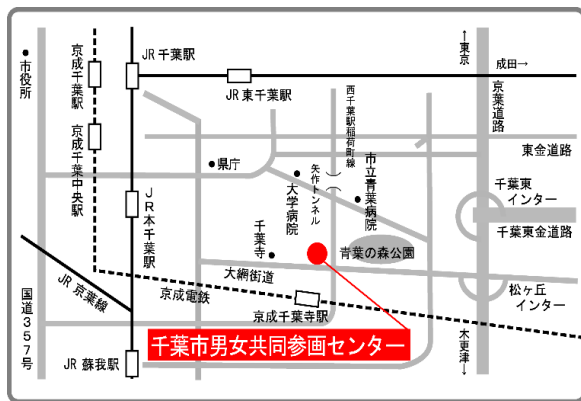 市役所
京成千葉駅
JR千葉駅
JR東千葉駅
↑東京
成田→
京葉道路
西千葉駅稲荷町線
東金道路
京成千葉中央駅
県庁
大学病院
矢作トンネル
市立青葉病院
千葉東
インター
千葉東金道路
JR本千葉駅
千葉寺
青葉の森公園
大網街道
JR 京葉線
京成電鉄
京成千葉寺駅
松ヶ丘
インター
国道357号
千葉市男女共同参画センター
木更津↓
JR 蘇我駅